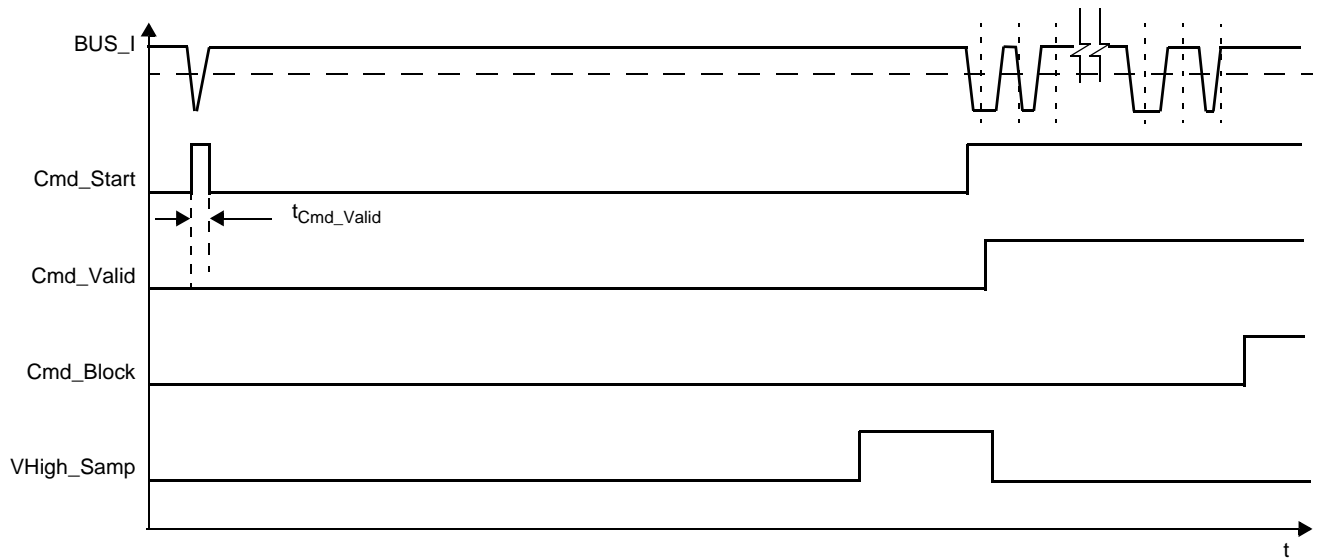 BUS_I
Cmd_Start
tCmd_Valid
Cmd_Valid
Cmd_Block
VHigh_Samp
t